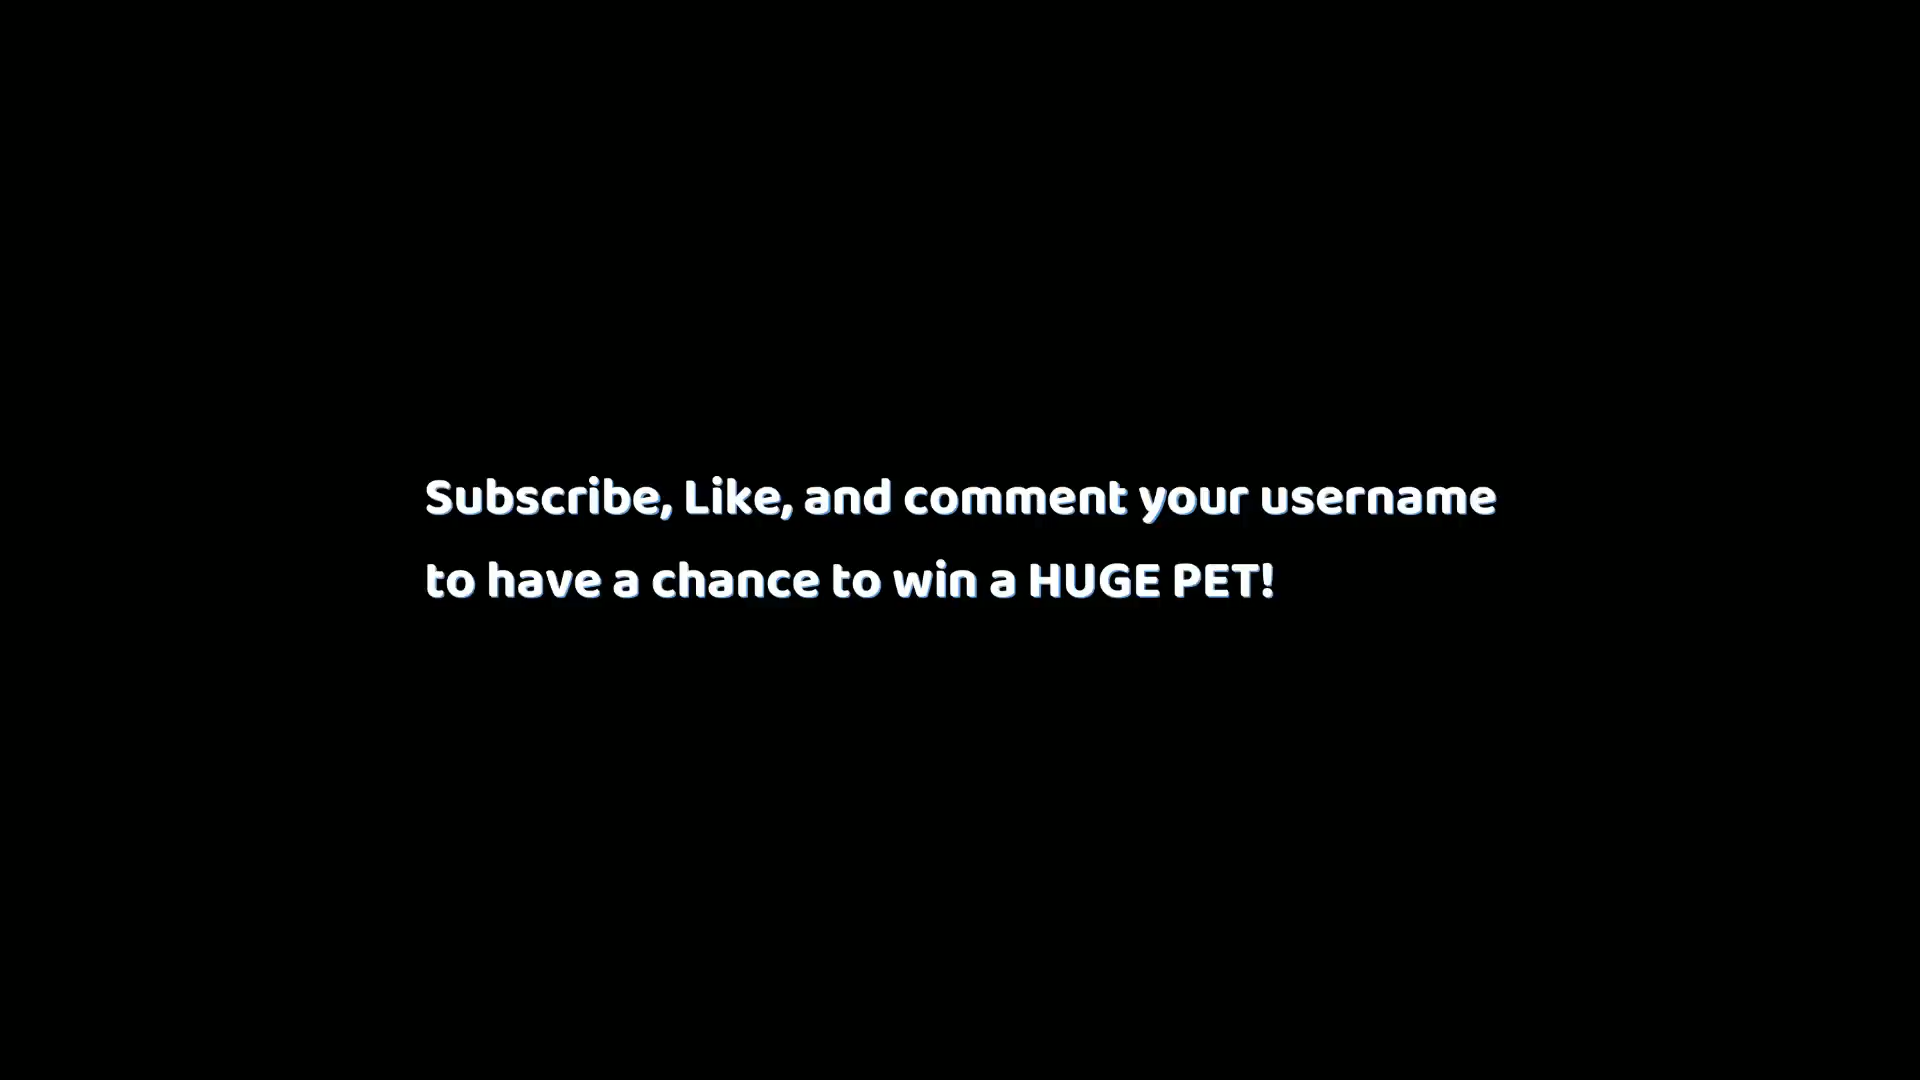 Subscribe, Like, and comment your username
to have a chance to win a HUGE PET!